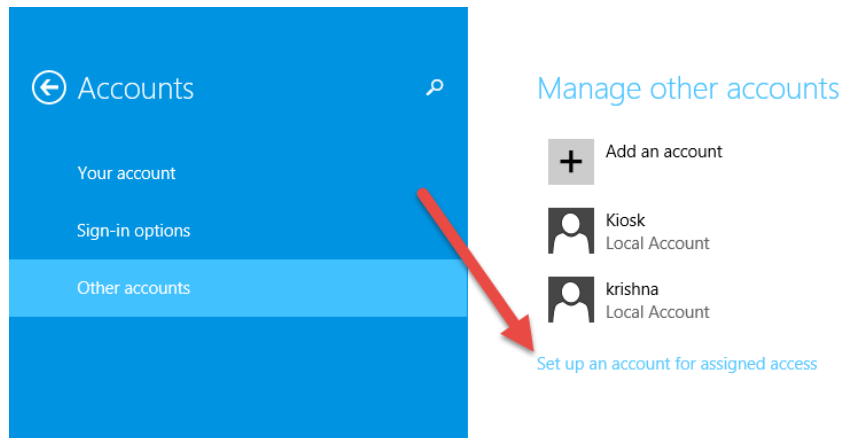 Accounts
Your account
Sign-in options
Other accounts
Manage other accounts
Add an account
Kiosk
Local Account
krishna
Local Account
Set up an account for assigned access